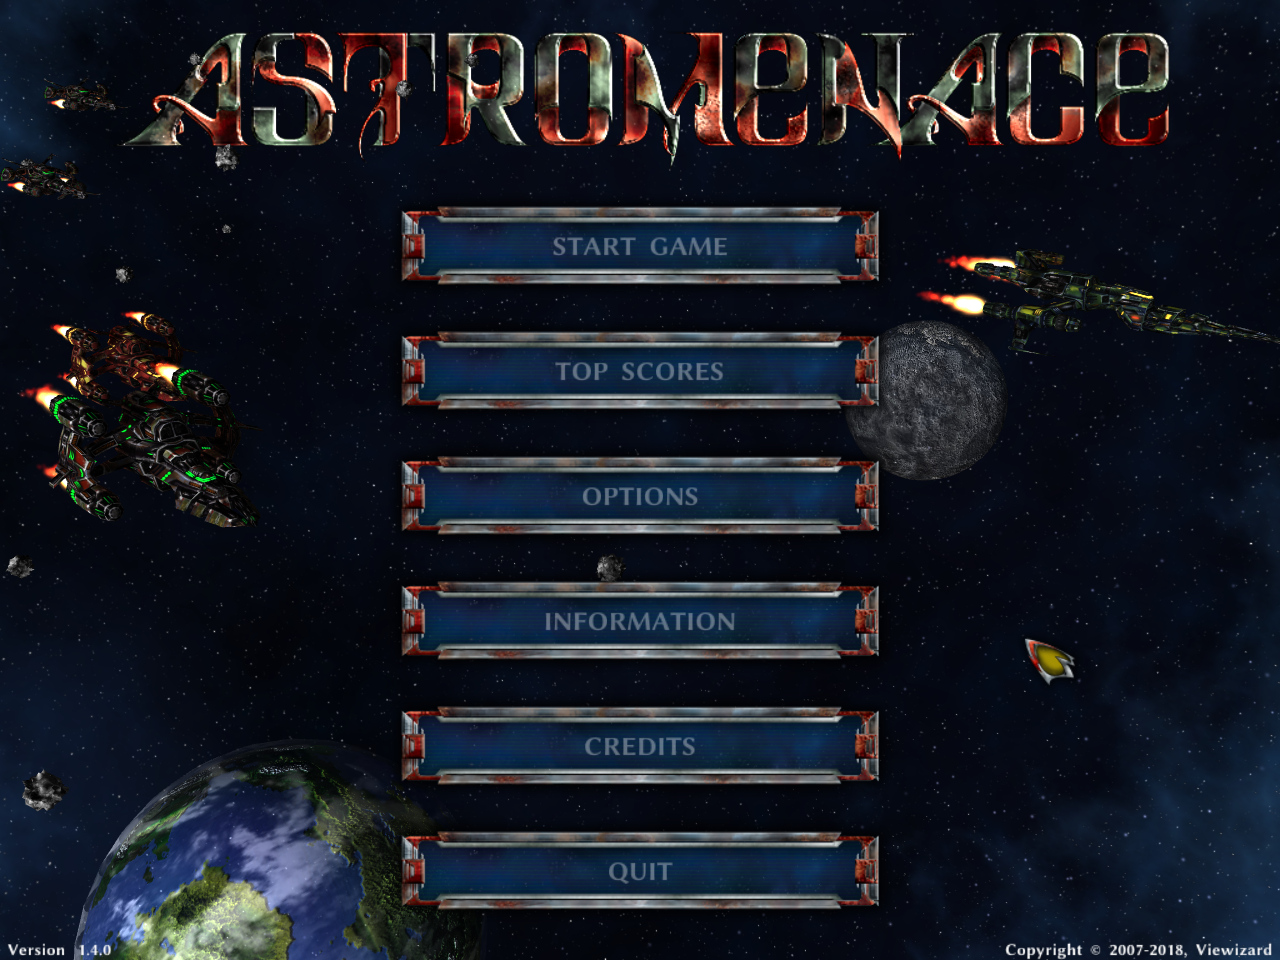 ASTROMENACE
START GAME
TOP SCORES
OPTIONS
INFORMATION
CREDITS
QUIT
Version 1.4.0
Copyright © 2007-2018, Viewizard